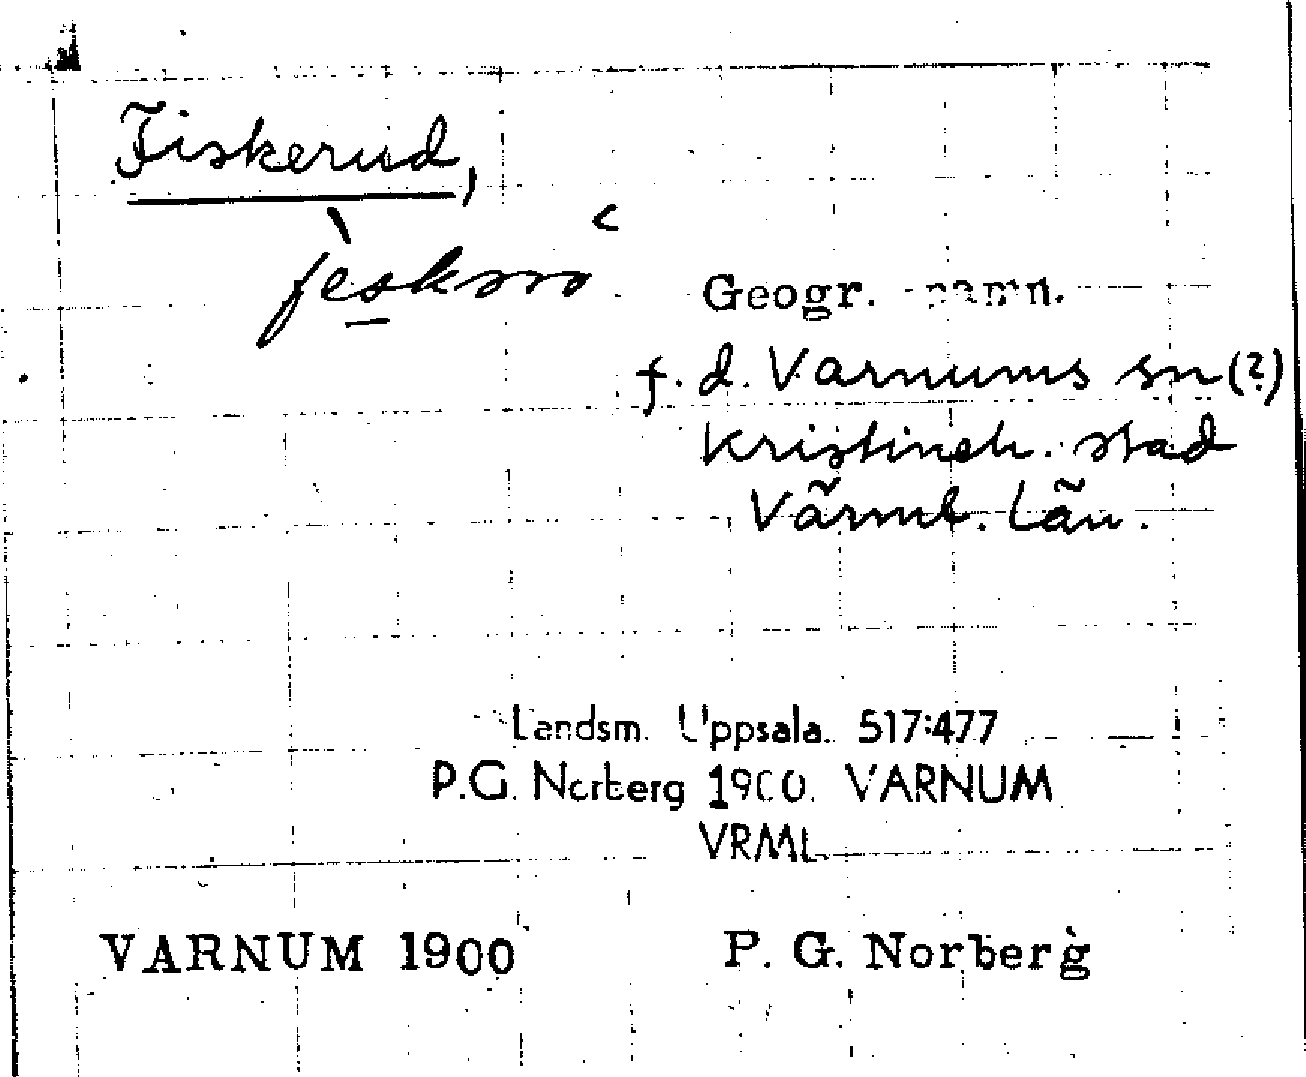 Fiskerud,
Geogr. namn.
f. d. Varnums sn (?)
Kristineh. stad
Värml. Län.
Landsm. Uppsala. 517:477
P.G. Norberg 1900. VARNUM
VRML
VARNUM 1900 P. G. Norberg